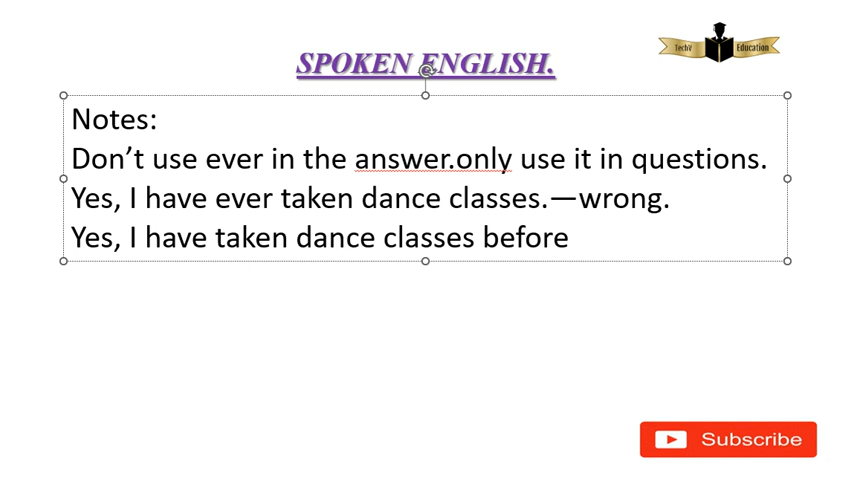 TechV Education
SPOKEN ENGLISH.
Notes:
Don’t use ever in the answer.only use it in questions.
Yes, I have ever taken dance classes.—wrong.
Yes, I have taken dance classes before
Subscribe